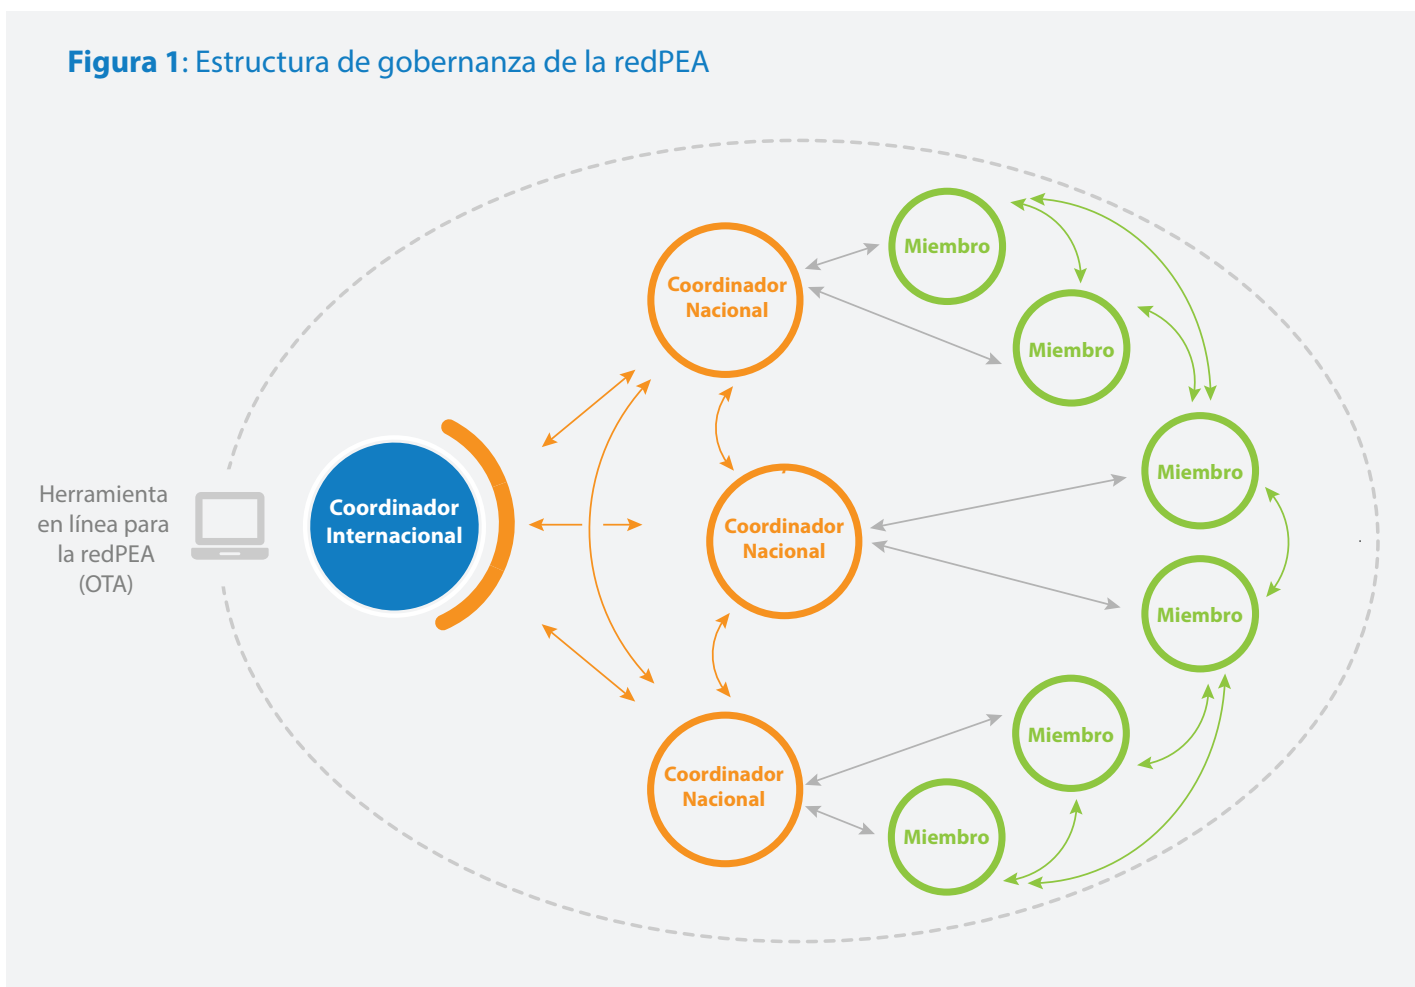 Figura 1: Estructura de gobernanza de la redPEA
Miembro
Coordinador
Nacional
Miembro
Coordinador
Internacional
Herramienta
en línea para
la redPEA
(OTA)
Coordinador
Nacional
Miembro
Miembro
Coordinador
Nacional
Miembro
Miembro